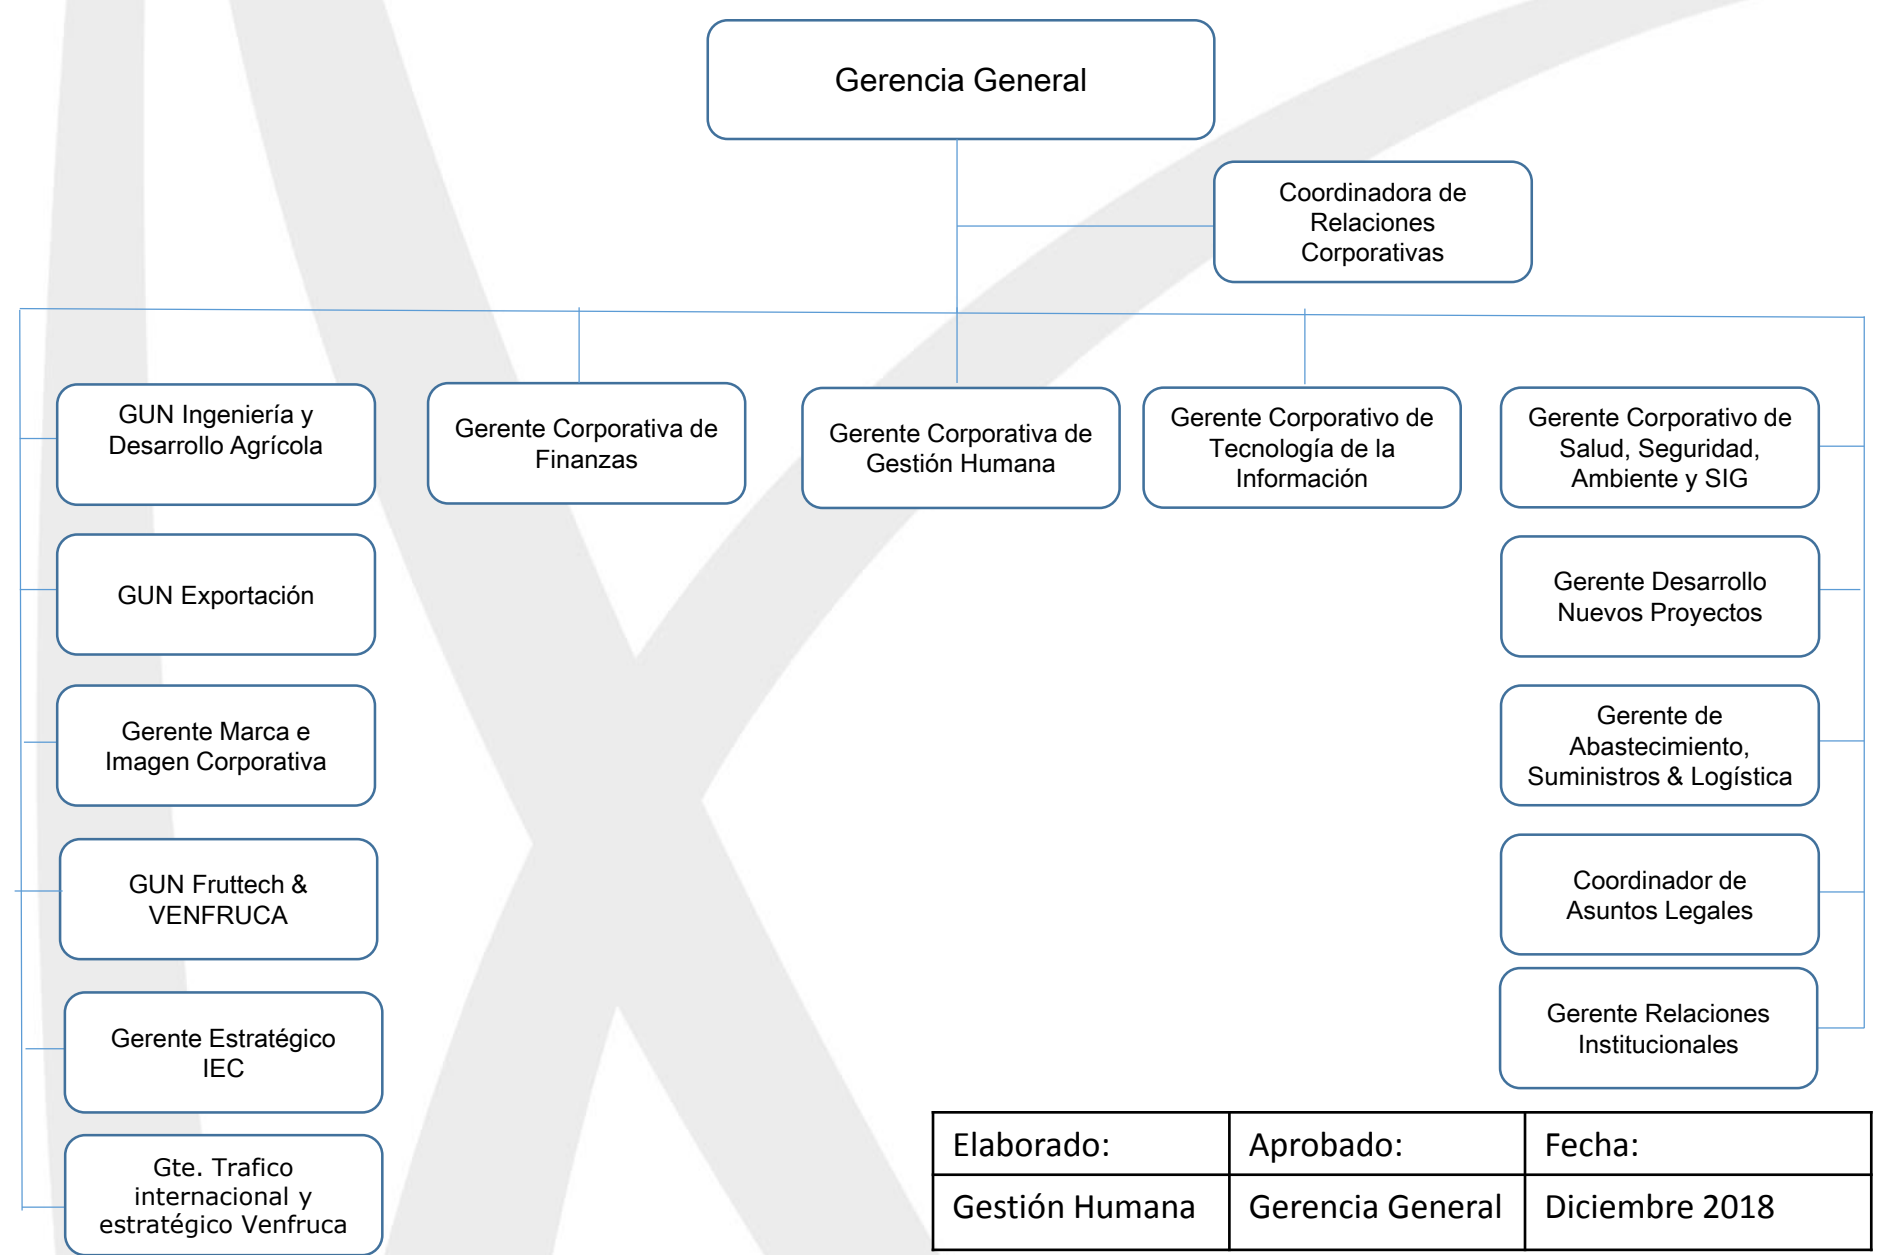 Gerencia General
Coordinadora de
Relaciones
Corporativas
GUN Ingeniería y
Desarrollo Agrícola
Gerente Corporativa de
Finanzas
Gerente Corporativa de
Gestión Humana
Gerente Corporativo de
Tecnología de la
Información
Gerente Corporativo de
Salud, Seguridad,
Ambiente y SIG
GUN Exportación
Gerente Desarrollo
Nuevos Proyectos
Gerente Marca e
Imagen Corporativa
Gerente de
Abastecimiento,
Suministros & Logística
GUN Fruttech &
VENFRUCA
Coordinador de
Asuntos Legales
Gerente Estratégico
IEC
Gerente Relaciones
Institucionales
Gte. Trafico
internacional y
estratégico Venfruca
Elaborado: Aprobado: Fecha:
Gestión Humana Gerencia General Diciembre 2018